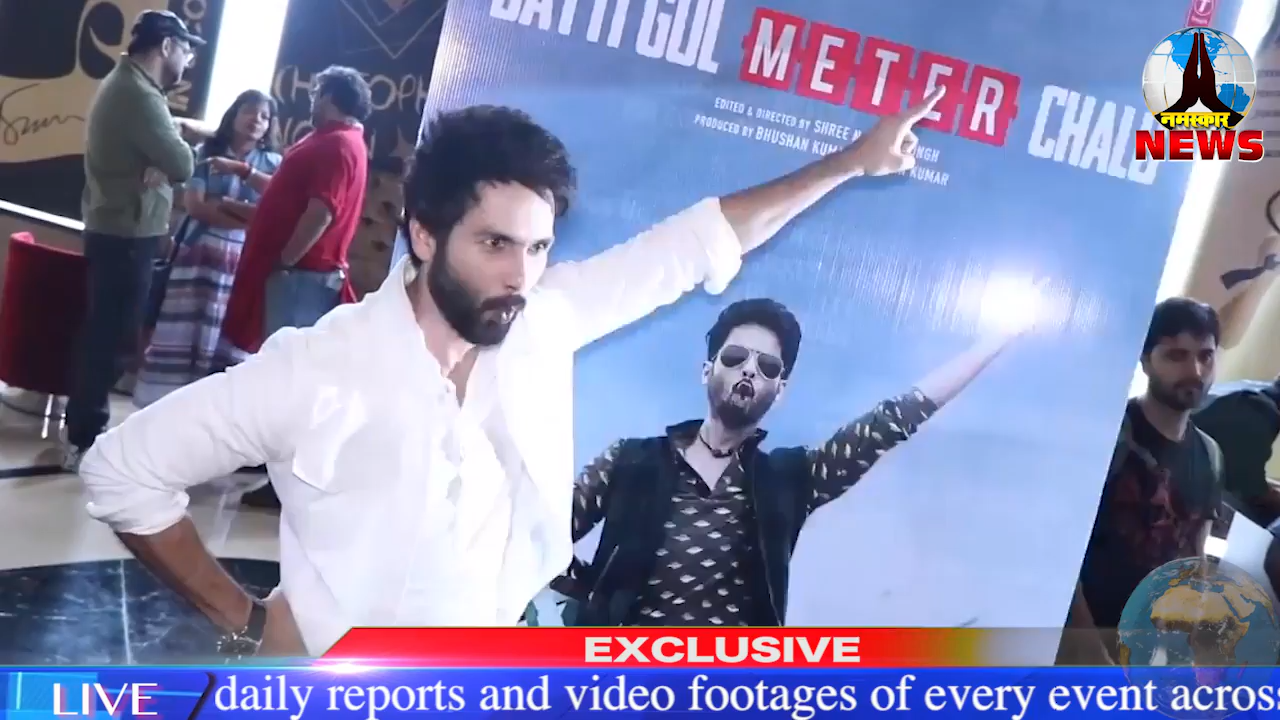 BATTI GUL METER CHALU
EDITED & DIRECTED BY SHREE
PRODUCED BY BHUSHAN
KUMAR
नमस्कार
NEWS
EXCLUSIVE
LIVE
daily reports and video footages of every event